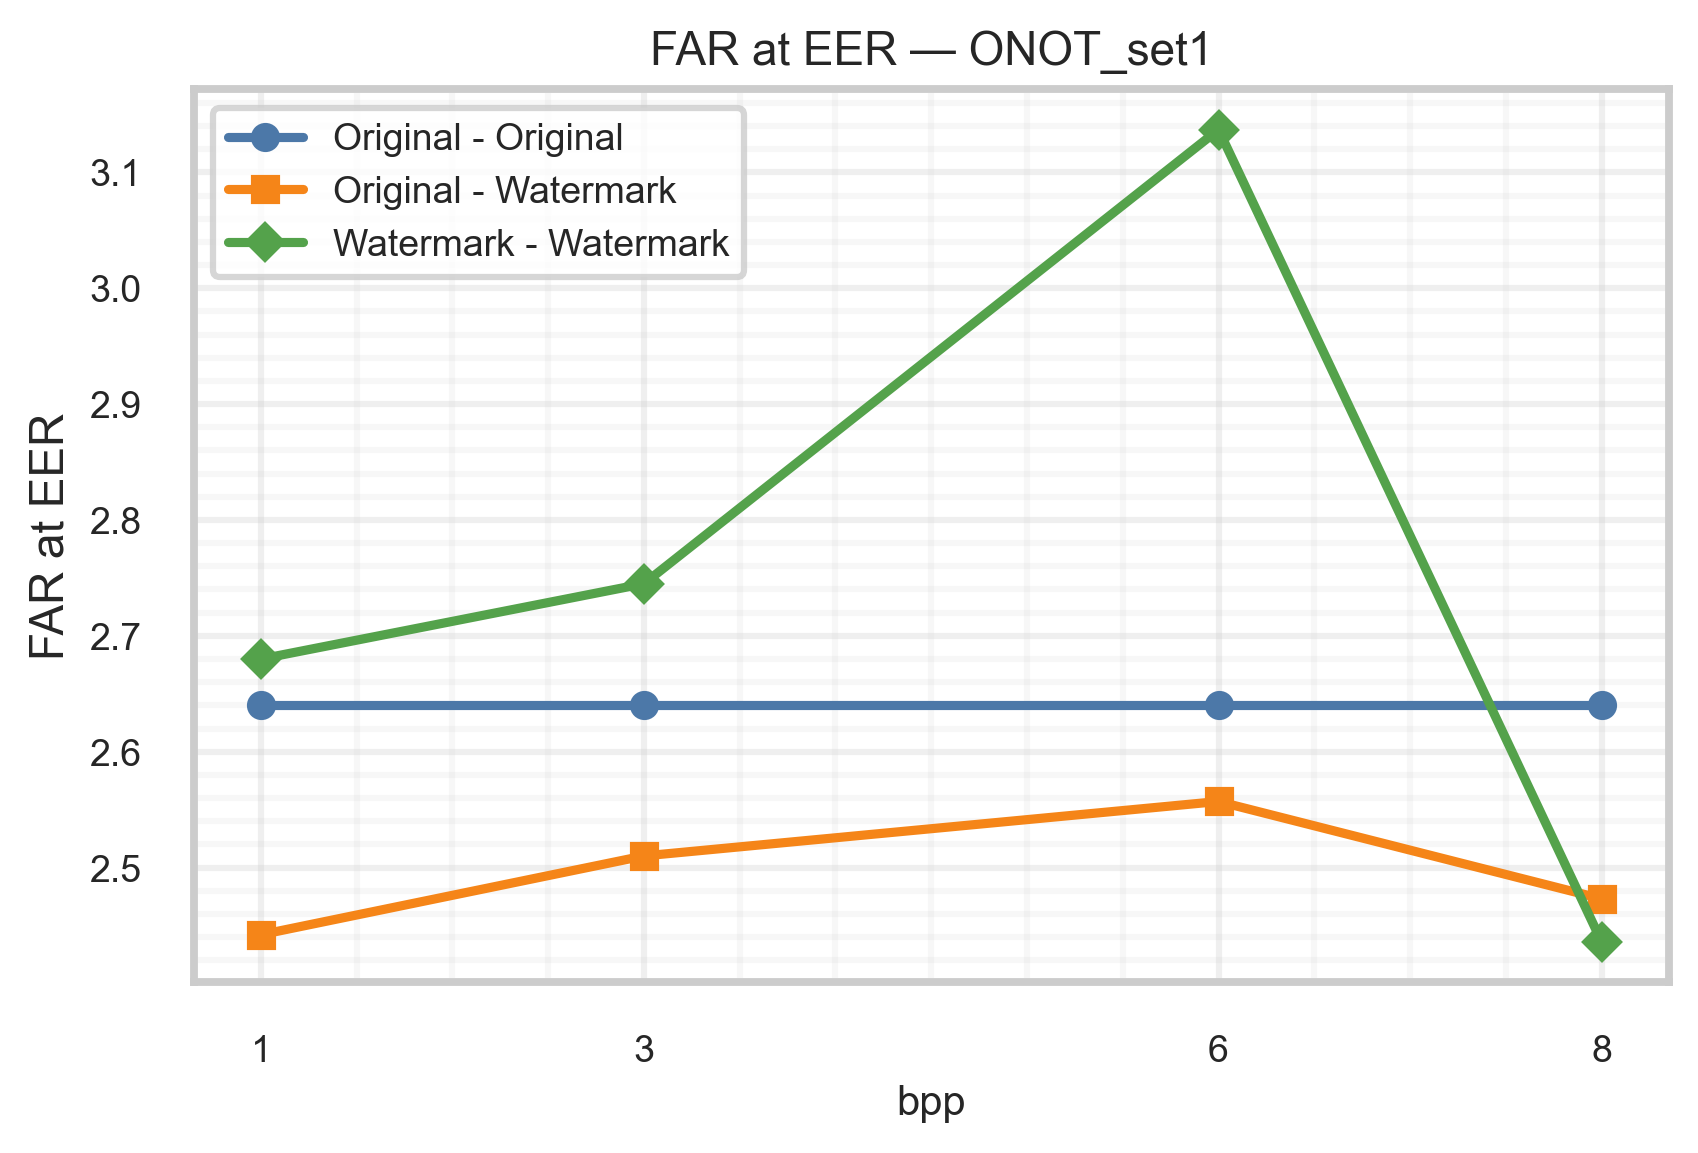 FAR at EER — ONOT_set1
Original - Original
Original - Watermark
Watermark - Watermark
FAR at EER
3.1
3.0
2.9
2.8
2.7
2.6
2.5
1 3 6 8
bpp